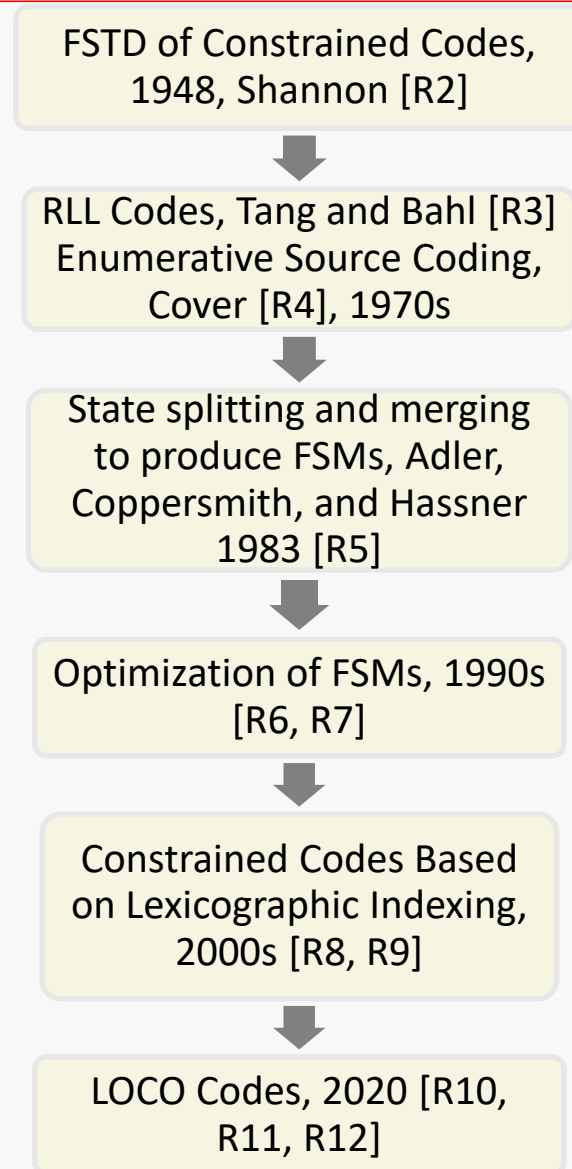 FSTD of Constrained Codes,
1948, Shannon [R2]
RLL Codes, Tang and Bahl [R3]
Enumerative Source Coding,
Cover [R4], 1970s
State splitting and merging
to produce FSMs, Adler,
Coppersmith, and Hassner
1983 [R5]
Optimization of FSMs, 1990s
[R6, R7]
Constrained Codes Based
on Lexicographic Indexing,
2000s [R8, R9]
LOCO Codes, 2020 [R10,
R11, R12]